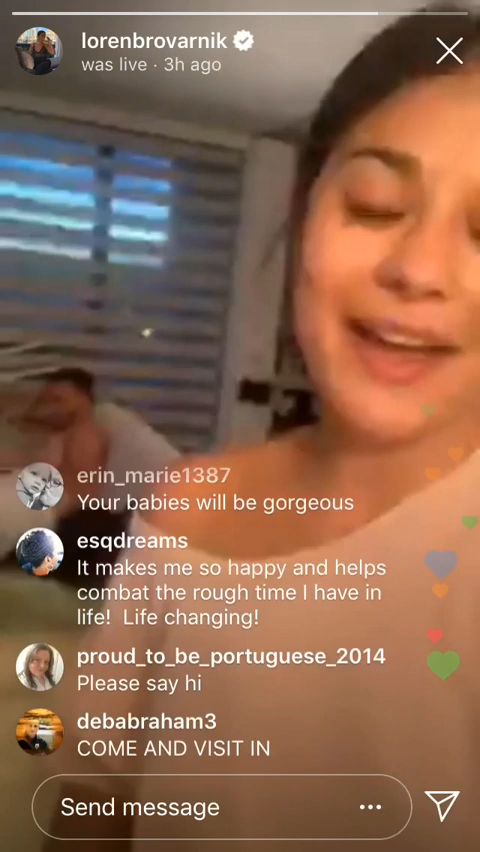 lorenbrovarnik
was live · 3h ago
erin_marie1387
Your babies will be gorgeous
esqdreams
It makes me so happy and helps
combat the rough time I have in
life!  Life changing!
proud_to_be_portuguese_2014
Please say hi
debabraham3
COME AND VISIT IN
Send message